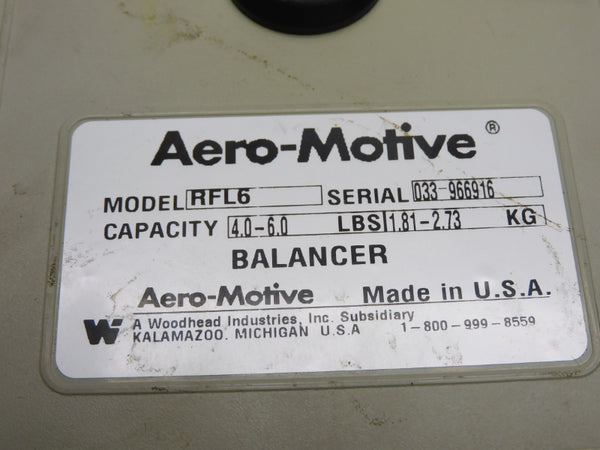 Aero-Motive ®
MODEL RFL6 SERIAL 033-966916
CAPACITY 4.0-6.0 LBS 1.81-2.73 KG
BALANCER
Aero-Motive Made in U.S.A.
W A Woodhead Industries, Inc. Subsidiary
KALAMAZOO, MICHIGAN U.S.A 1-800-999-8559